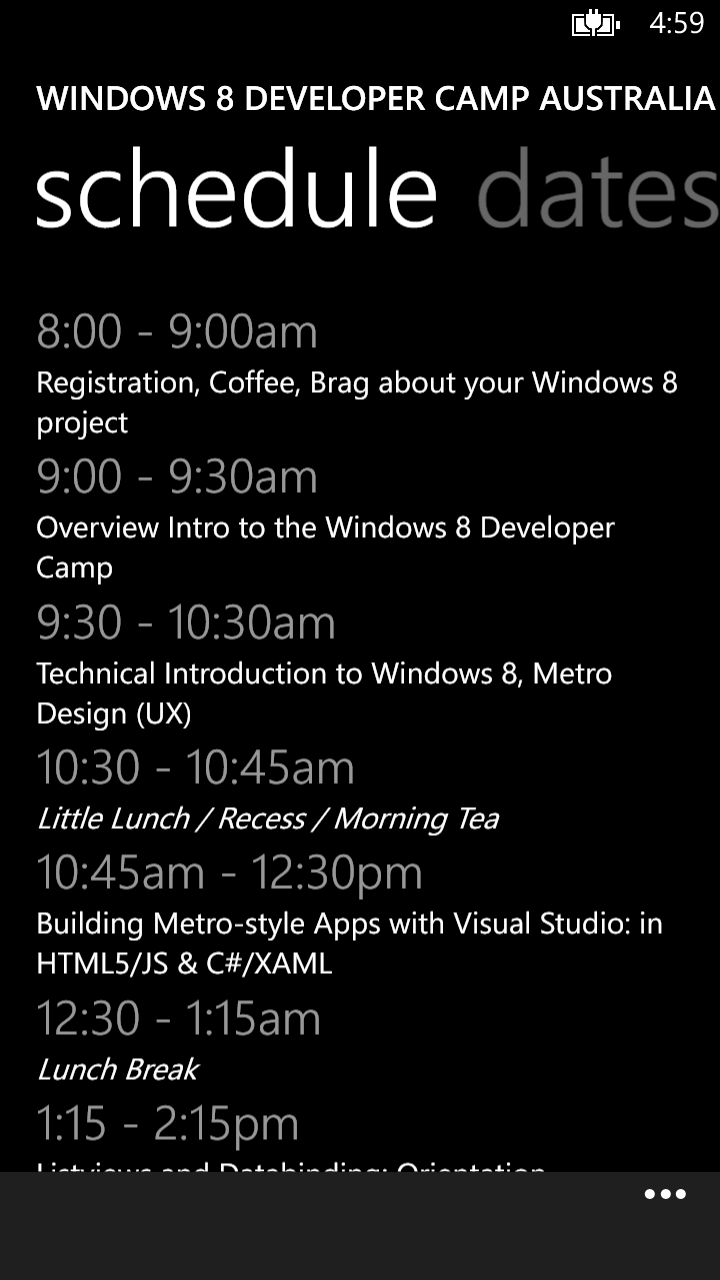 4:59
WINDOWS 8 DEVELOPER CAMP AUSTRALIA
schedule dates
8:00 - 9:00am
Registration, Coffee, Brag about your Windows 8
project
9:00 - 9:30am
Overview Intro to the Windows 8 Developer
Camp
9:30 - 10:30am
Technical Introduction to Windows 8, Metro
Design (UX)
10:30 - 10:45am
Little Lunch / Recess / Morning Tea
10:45am - 12:30pm
Building Metro-style Apps with Visual Studio: in
HTML5/JS & C#/XAML
12:30 - 1:15am
Lunch Break
1:15 - 2:15pm
Listviews and Databinding; Orientation